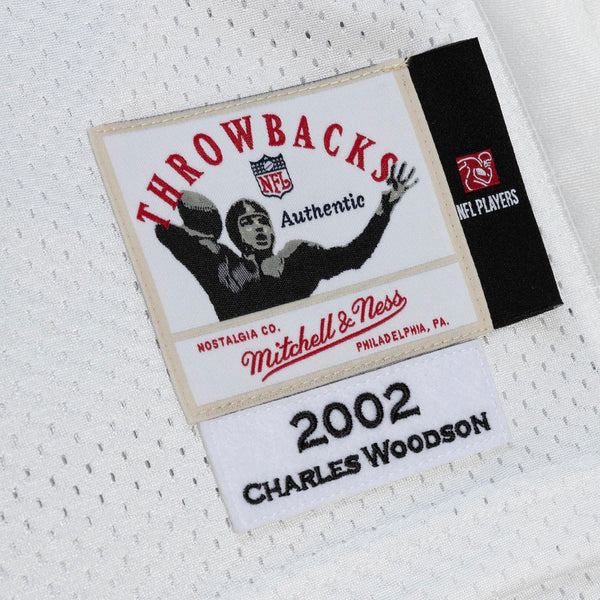 THROWBACKS
NFL
Authentic
NFL PLAYERS
NOSTALGIA CO.
Mitchell & Ness
PHILADELPHIA, PA.
2002
CHARLES WOODSON